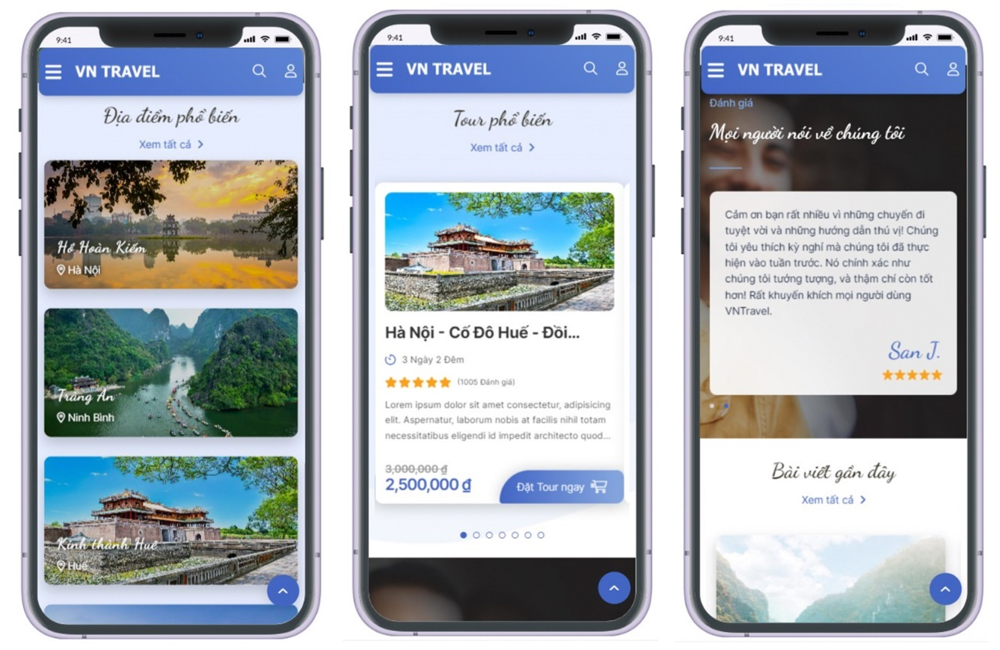 9:41
VN TRAVEL
Địa điểm phổ biến
Xem tất cả
Hồ Hoàn Kiếm
Hà Nội
Tràng An
Ninh Bình
Kinh thành Huế
Huế
9:41
VN TRAVEL
Tour phổ biến
Xem tất cả
Hà Nội - Cố Đô Huế - Đồi...
3 Ngày 2 Đêm
(1005 Đánh giá)
Lorem ipsum dolor sit amet consectetur, adipisicing
elit. Aspernatur, laborum nobis at facilis nihil totam
necessitatibus eligendi id impedit architecto quod...
3,000,000 ₫
2,500,000 ₫
Đặt Tour ngay
9:41
VN TRAVEL
Đánh giá
Mọi người nói về chúng tôi
Cảm ơn bạn rất nhiều vì những chuyến đi
tuyệt vời và những hướng dẫn thú vị! Chúng
tôi yêu thích kỳ nghỉ mà chúng tôi đã thực
hiện vào tuần trước. Nó chính xác như
chúng tôi tưởng tượng, và thậm chí còn tốt
hơn! Rất khuyến khích mọi người dùng
VNTravel.
San J.
Bài viết gần đây
Xem tất cả